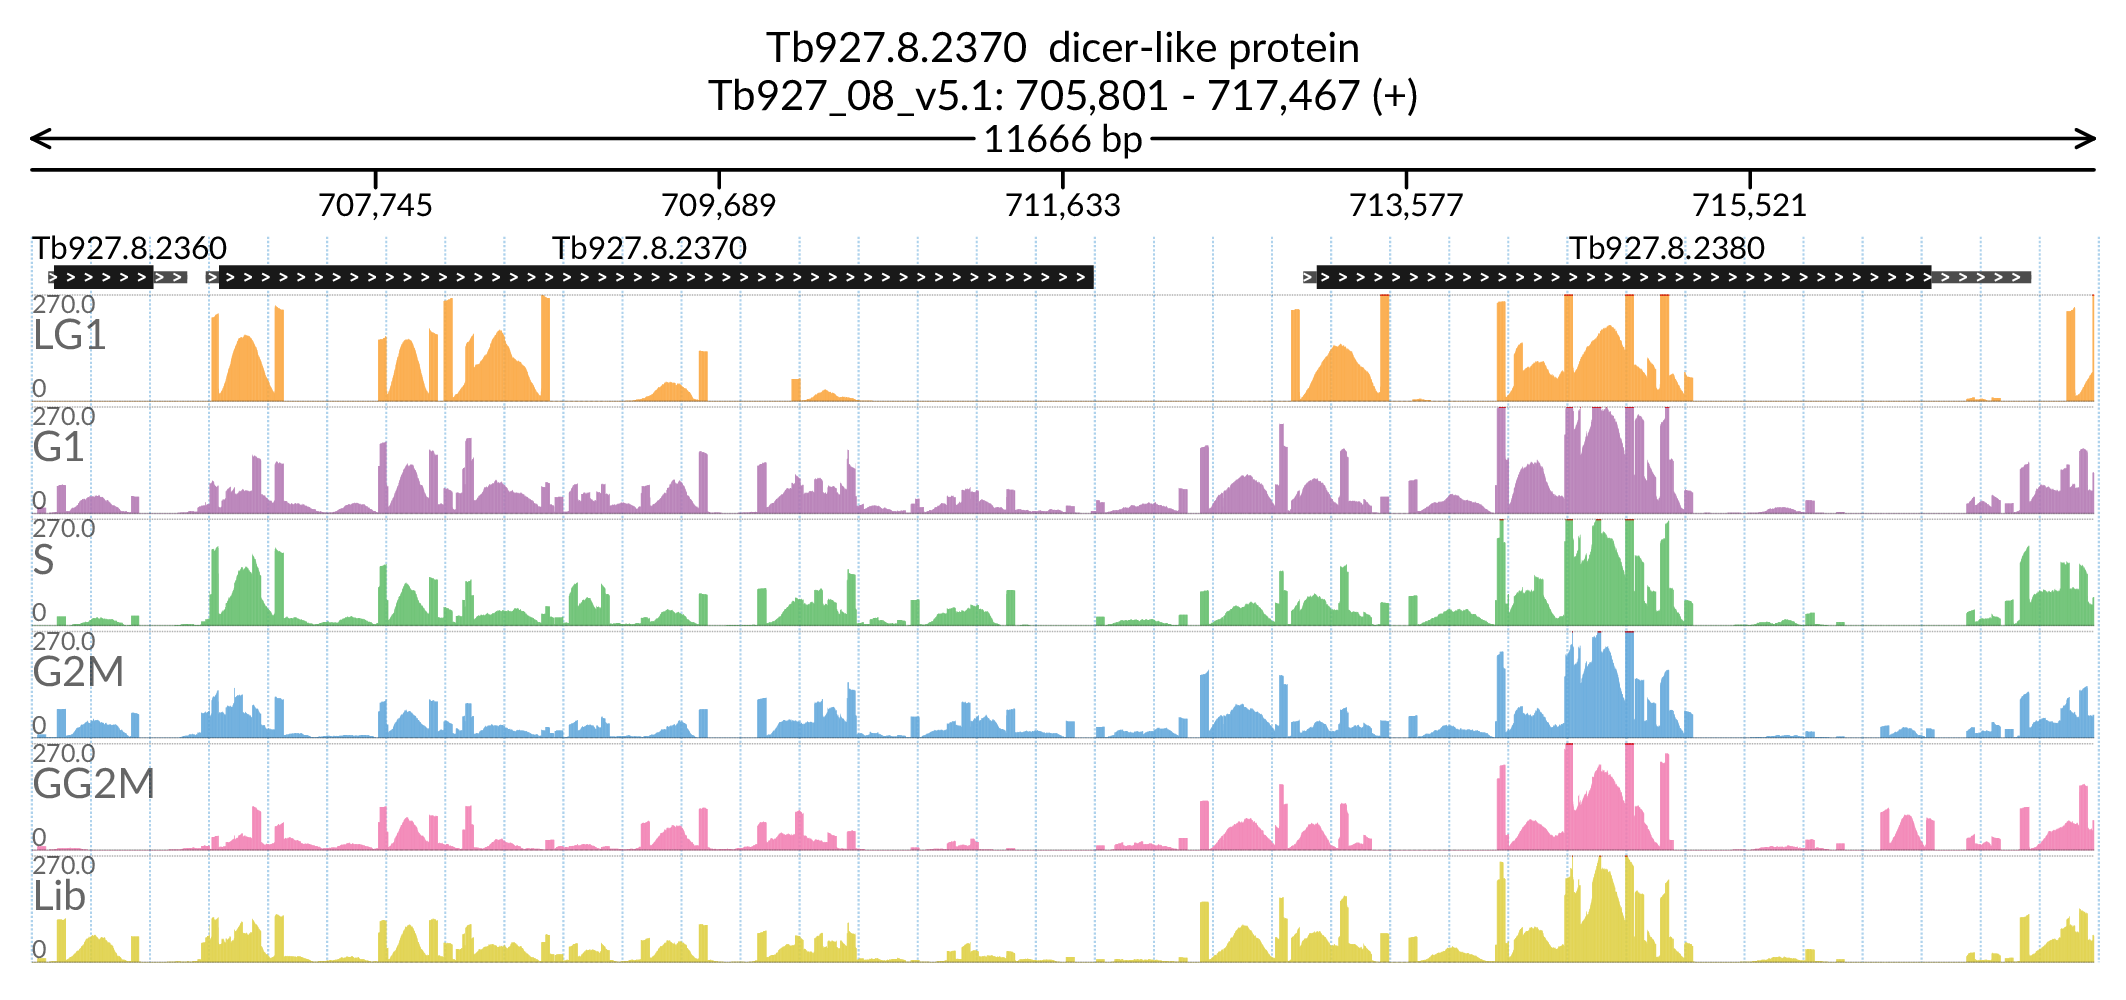 Tb927.8.2370  dicer-like protein
Tb927_08_v5.1: 705,801 - 717,467 (+)
11666 bp
707,745 709,689 711,633 713,577 715,521
Tb927.8.2360 Tb927.8.2370 Tb927.8.2380
270.0
LG1
0
270.0
G1
0
270.0
S
0
270.0
G2M
0
270.0
GG2M
0
270.0
Lib
0